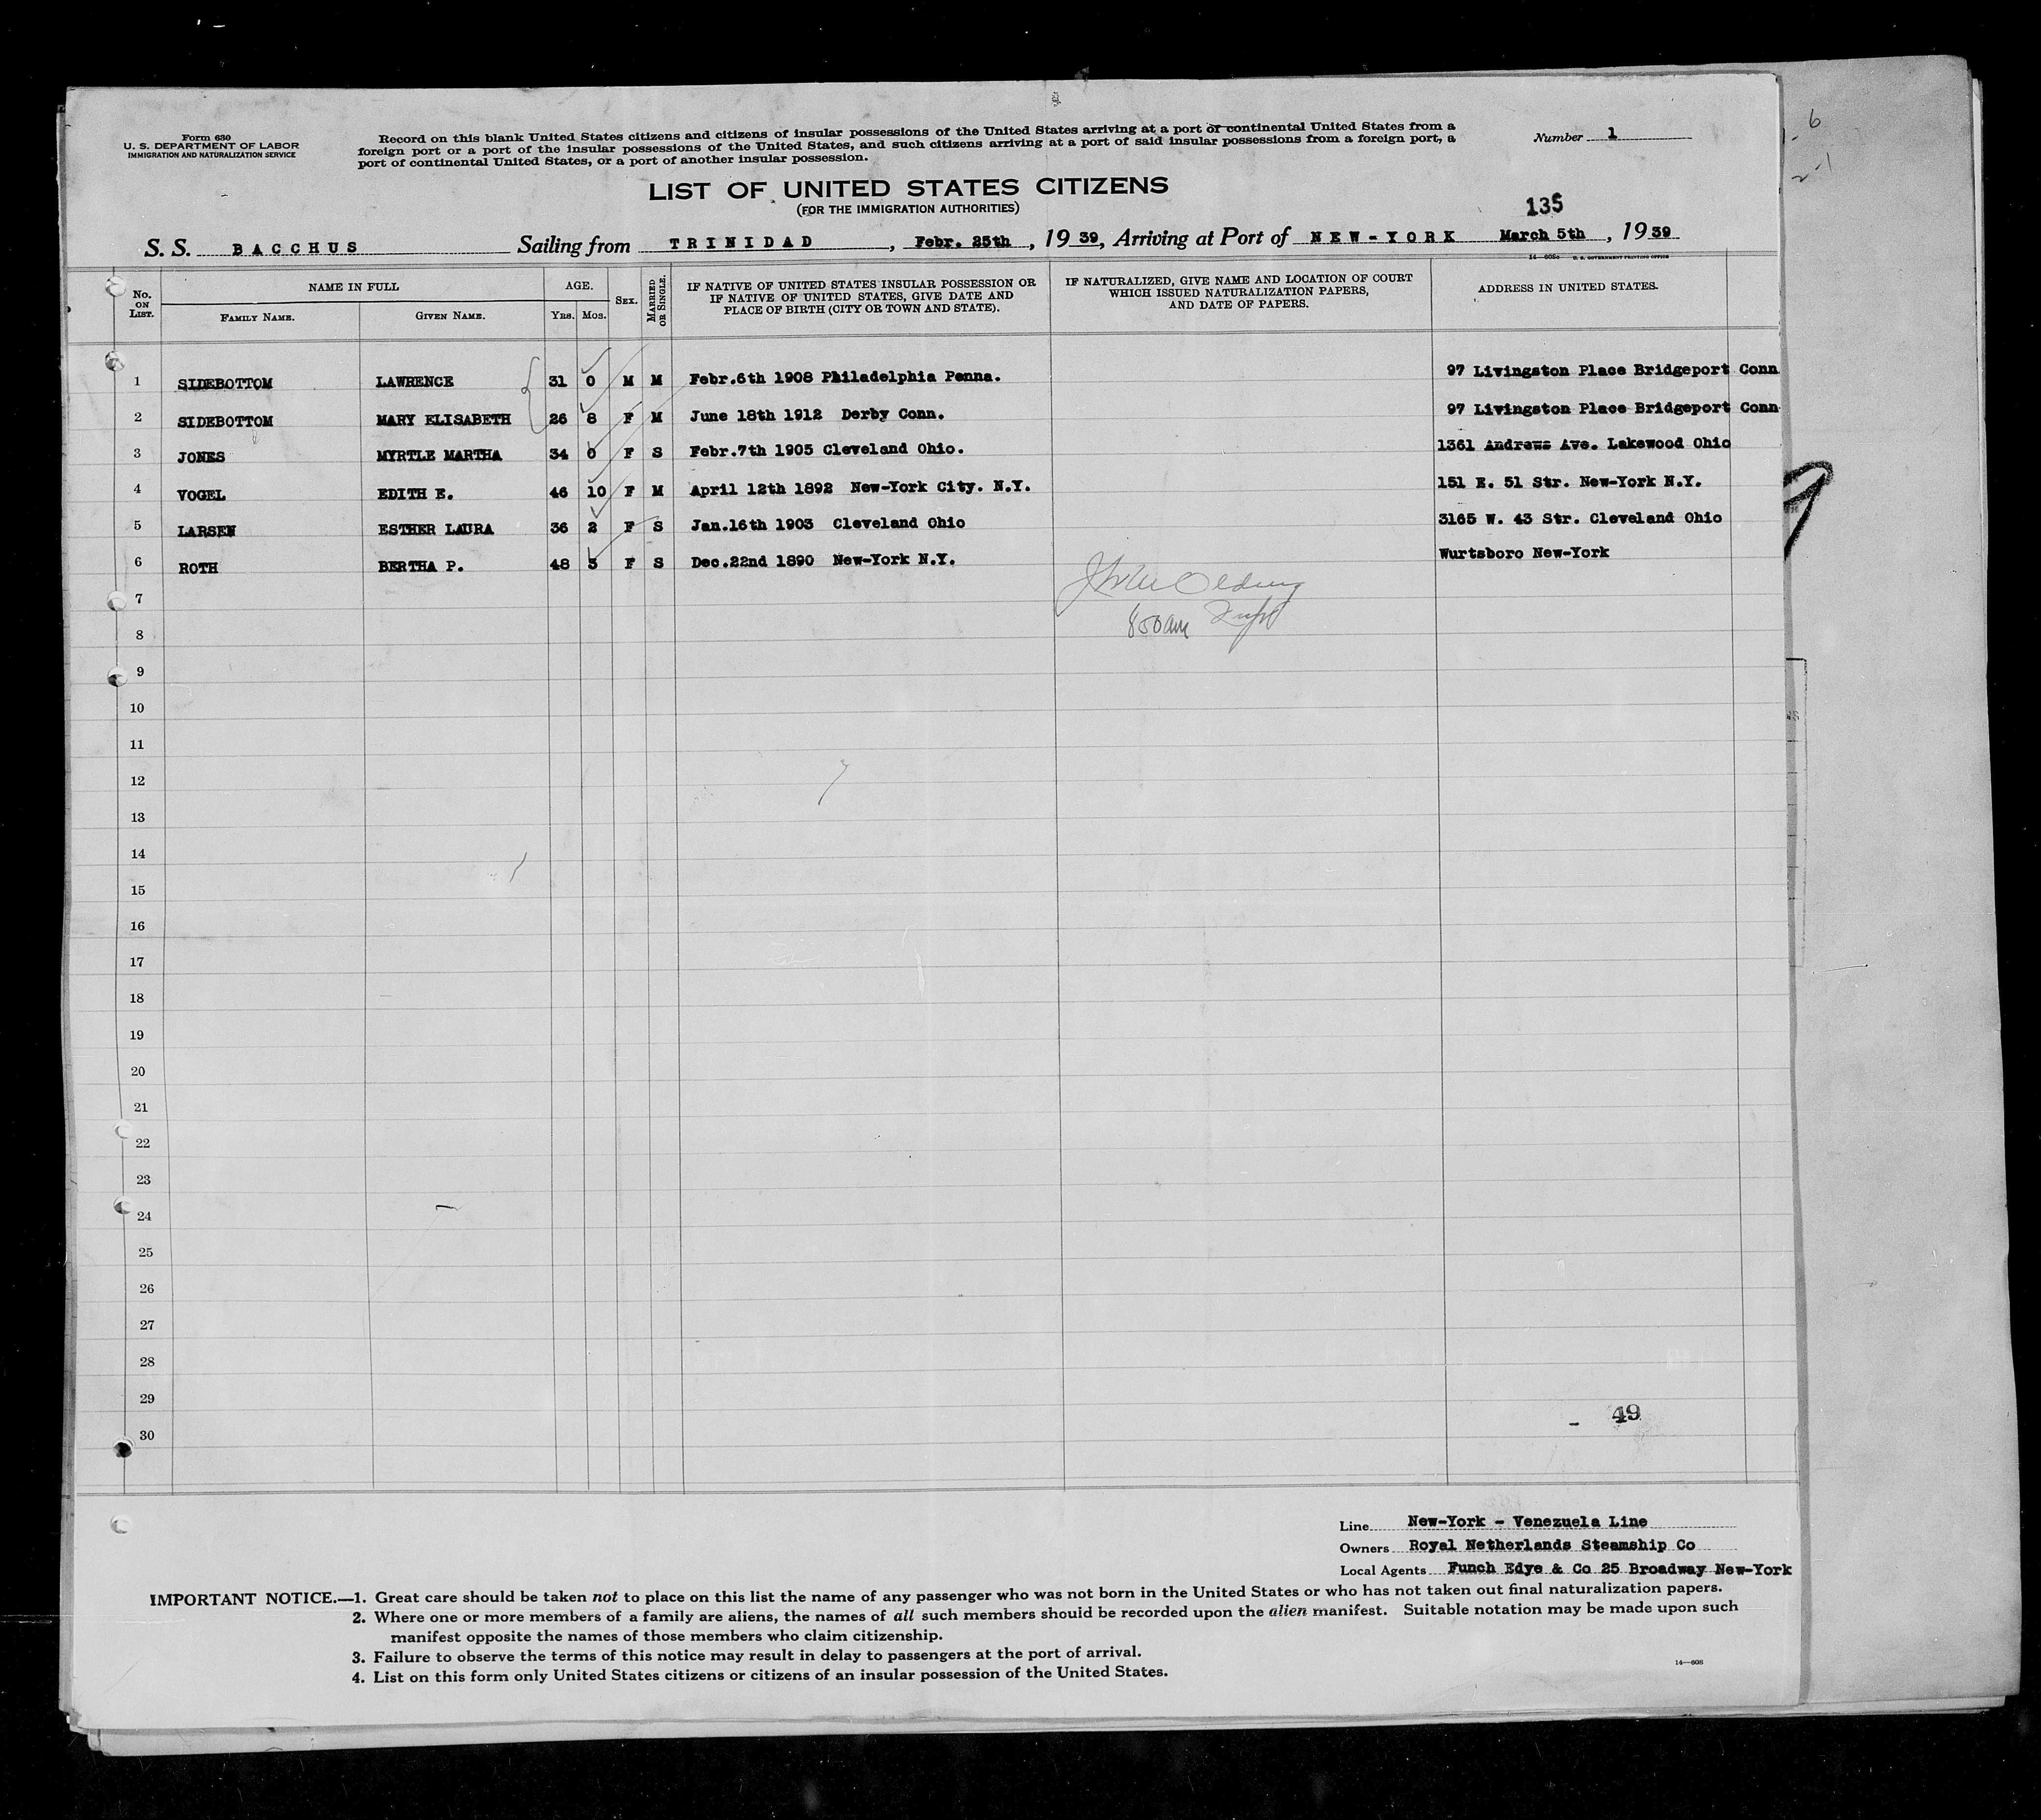 Form 630
U. S. DEPARTMENT OF LABOR
IMMIGRATION AND NATURALIZATION SERVICE
Record on this blank United States citizens and citizens of insular possessions of the United States arriving at a port of continental United States from a
foreign port or a port of the insular possessions of the United States, and such citizens arriving at a port of said insular possessions from a foreign port, a
port of continental United States, or a port of another insular possession.
Number 1
LIST OF UNITED STATES CITIZENS
(FOR THE IMMIGRATION AUTHORITIES)
135
S. S. BACCHUS Sailing from TRINIDAD, Febr. 25th, 19 39, Arriving at Port of NEW-YORK March 5th, 19 39
No. ON LIST. NAME IN FULL AGE. SEX. MARRIED OR SINGLE. IF NATIVE OF UNITED STATES INSULAR POSSESSION OR IF NATIVE OF UNITED STATES, GIVE DATE AND PLACE OF BIRTH (CITY OR TOWN AND STATE). IF NATURALIZED, GIVE NAME AND LOCATION OF COURT WHICH ISSUED NATURALIZATION PAPERS, AND DATE OF PAPERS. ADDRESS IN UNITED STATES.
FAMILY NAME. GIVEN NAME. YRS. MOS.
1 SIDEBOTTOM LAWRENCE 31 0 M M Febr.6th 1908 Philadelphia Penna. 97 Livingston Place Bridgeport Conn
2 SIDEBOTTOM MARY ELISABETH 26 8 F M June 18th 1912 Derby Conn. 97 Livingston Place Bridgeport Conn
3 JONES MYRTLE MARTHA 34 0 F S Febr.7th 1905 Cleveland Ohio. 1361 Andrews Ave. Lakewood Ohio
4 VOGEL EDITH E. 46 10 F M April 12th 1892 New-York City. N.Y. 151 E. 51 Str. New-York N.Y.
5 LARSEN ESTHER LAURA 36 2 F S Jan.16th 1903 Cleveland Ohio 3165 W. 43 Str. Cleveland Ohio
6 ROTH BERTHA P. 48 3 F S Dec.22nd 1890 New-York N.Y. Wurtsboro New-York
7
850am
8
9
10
11
12
13
14
15
16
17
18
19
20
21
22
23
24
25
26
27
28
29
49
30
Line New-York - Venezuela Line
Owners Royal Netherlands Steamship Co
Local Agents Funch Edye & Co 25 Broadway New-York
IMPORTANT NOTICE.—1. Great care should be taken not to place on this list the name of any passenger who was not born in the United States or who has not taken out final naturalization papers.
2. Where one or more members of a family are aliens, the names of all such members should be recorded upon the alien manifest. Suitable notation may be made upon such
manifest opposite the names of those members who claim citizenship.
3. Failure to observe the terms of this notice may result in delay to passengers at the port of arrival.
4. List on this form only United States citizens or citizens of an insular possession of the United States.
14—608